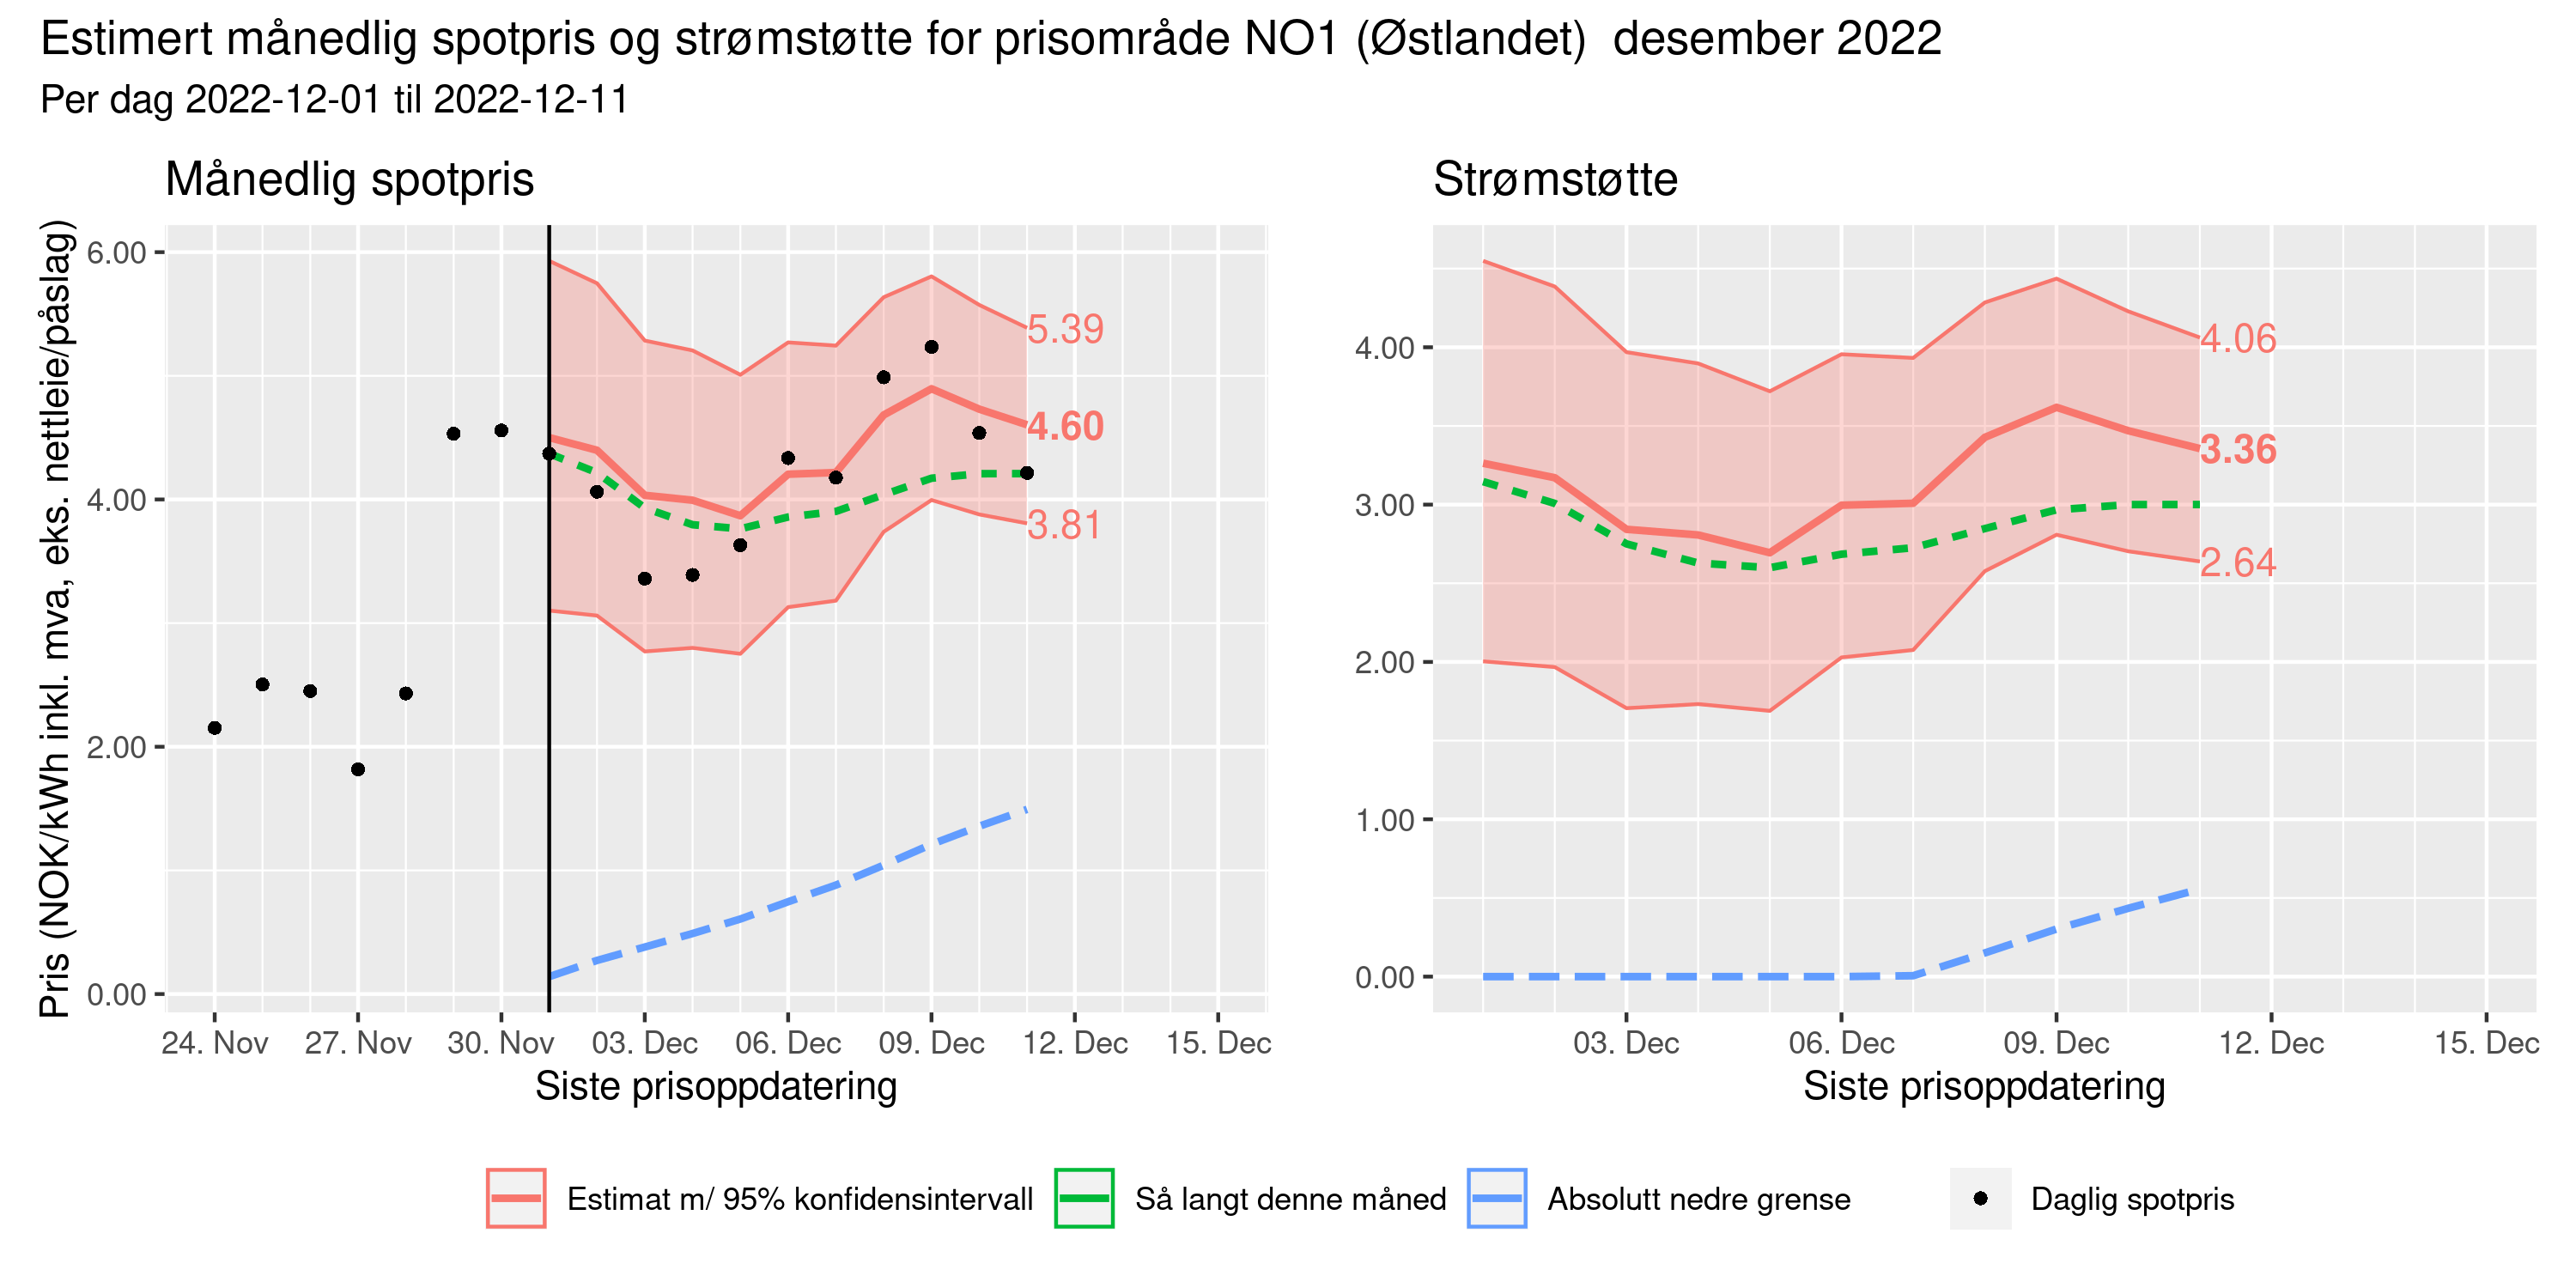 Estimert månedlig spotpris og strømstøtte for prisområde NO1 (Østlandet)  desember 2022
Per dag 2022-12-01 til 2022-12-11
Månedlig spotpris
Pris (NOK/kWh inkl. mva, eks. nettleie/påslag)
6.00
4.00
2.00
0.00
5.39
4.60
3.81
24. Nov 27. Nov 30. Nov 03. Dec 06. Dec 09. Dec 12. Dec 15. Dec
Siste prisoppdatering
Strømstøtte
4.00
3.00
2.00
1.00
0.00
4.06
3.36
2.64
03. Dec 06. Dec 09. Dec 12. Dec 15. Dec
Siste prisoppdatering
Estimat m/ 95% konfidensintervall Så langt denne måned Absolutt nedre grense Daglig spotpris